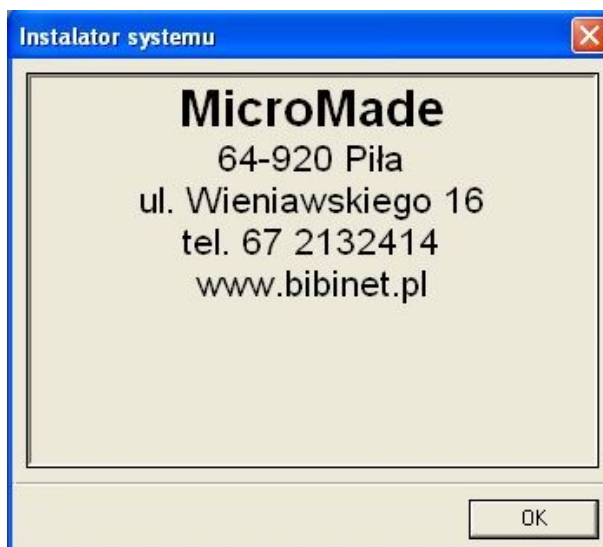 Instalator systemu
MicroMade
64-920 Piła
ul. Wieniawskiego 16
tel. 67 2132414
www.bibinet.pl
OK